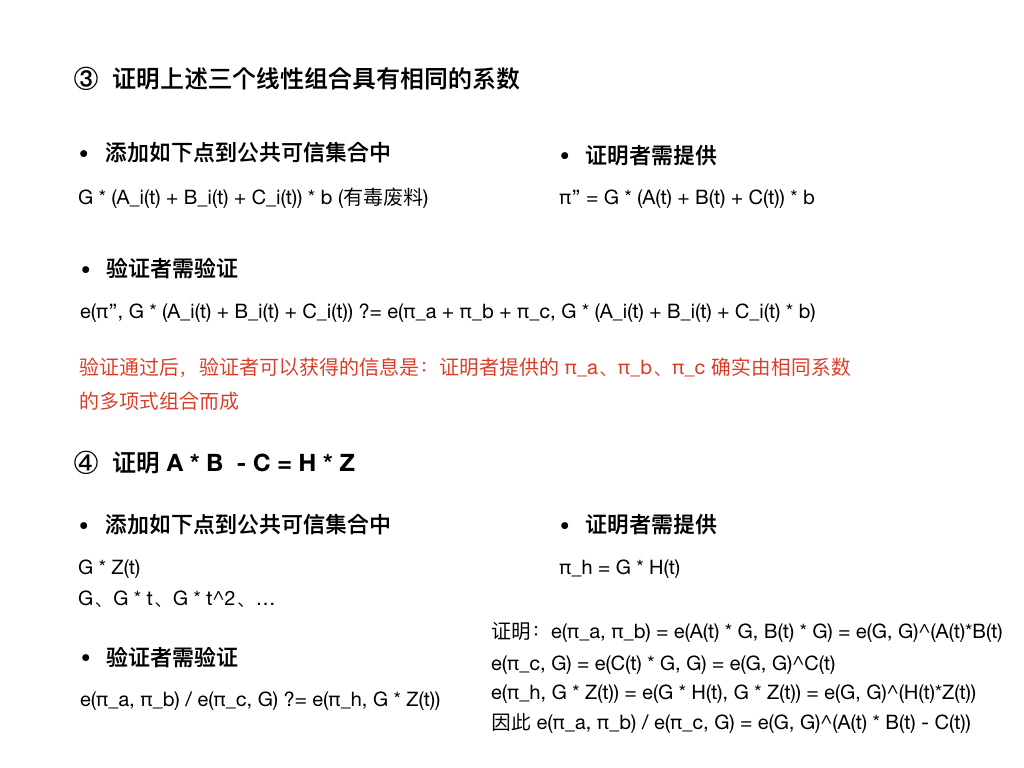 ③ 证明上述三个线性组合具有相同的系数
• 添加如下点到公共可信集合中
G * (A_i(t) + B_i(t) + C_i(t)) * b (有毒废料)
• 证明者需提供
π” = G * (A(t) + B(t) + C(t)) * b
• 验证者需验证
e(π”, G * (A_i(t) + B_i(t) + C_i(t)) ?= e(π_a + π_b + π_c, G * (A_i(t) + B_i(t) + C_i(t) * b)
验证通过后，验证者可以获得的信息是：证明者提供的 π_a、π_b、π_c 确实由相同系数
的多项式组合而成
④ 证明 A * B - C = H * Z
• 添加如下点到公共可信集合中
G * Z(t)
G、G * t、G * t^2、…
• 证明者需提供
π_h = G * H(t)
• 验证者需验证
e(π_a, π_b) / e(π_c, G) ?= e(π_h, G * Z(t))
证明：e(π_a, π_b) = e(A(t) * G, B(t) * G) = e(G, G)^(A(t)*B(t)
e(π_c, G) = e(C(t) * G, G) = e(G, G)^C(t)
e(π_h, G * Z(t)) = e(G * H(t), G * Z(t)) = e(G, G)^(H(t)*Z(t))
因此 e(π_a, π_b) / e(π_c, G) = e(G, G)^(A(t) * B(t) - C(t))